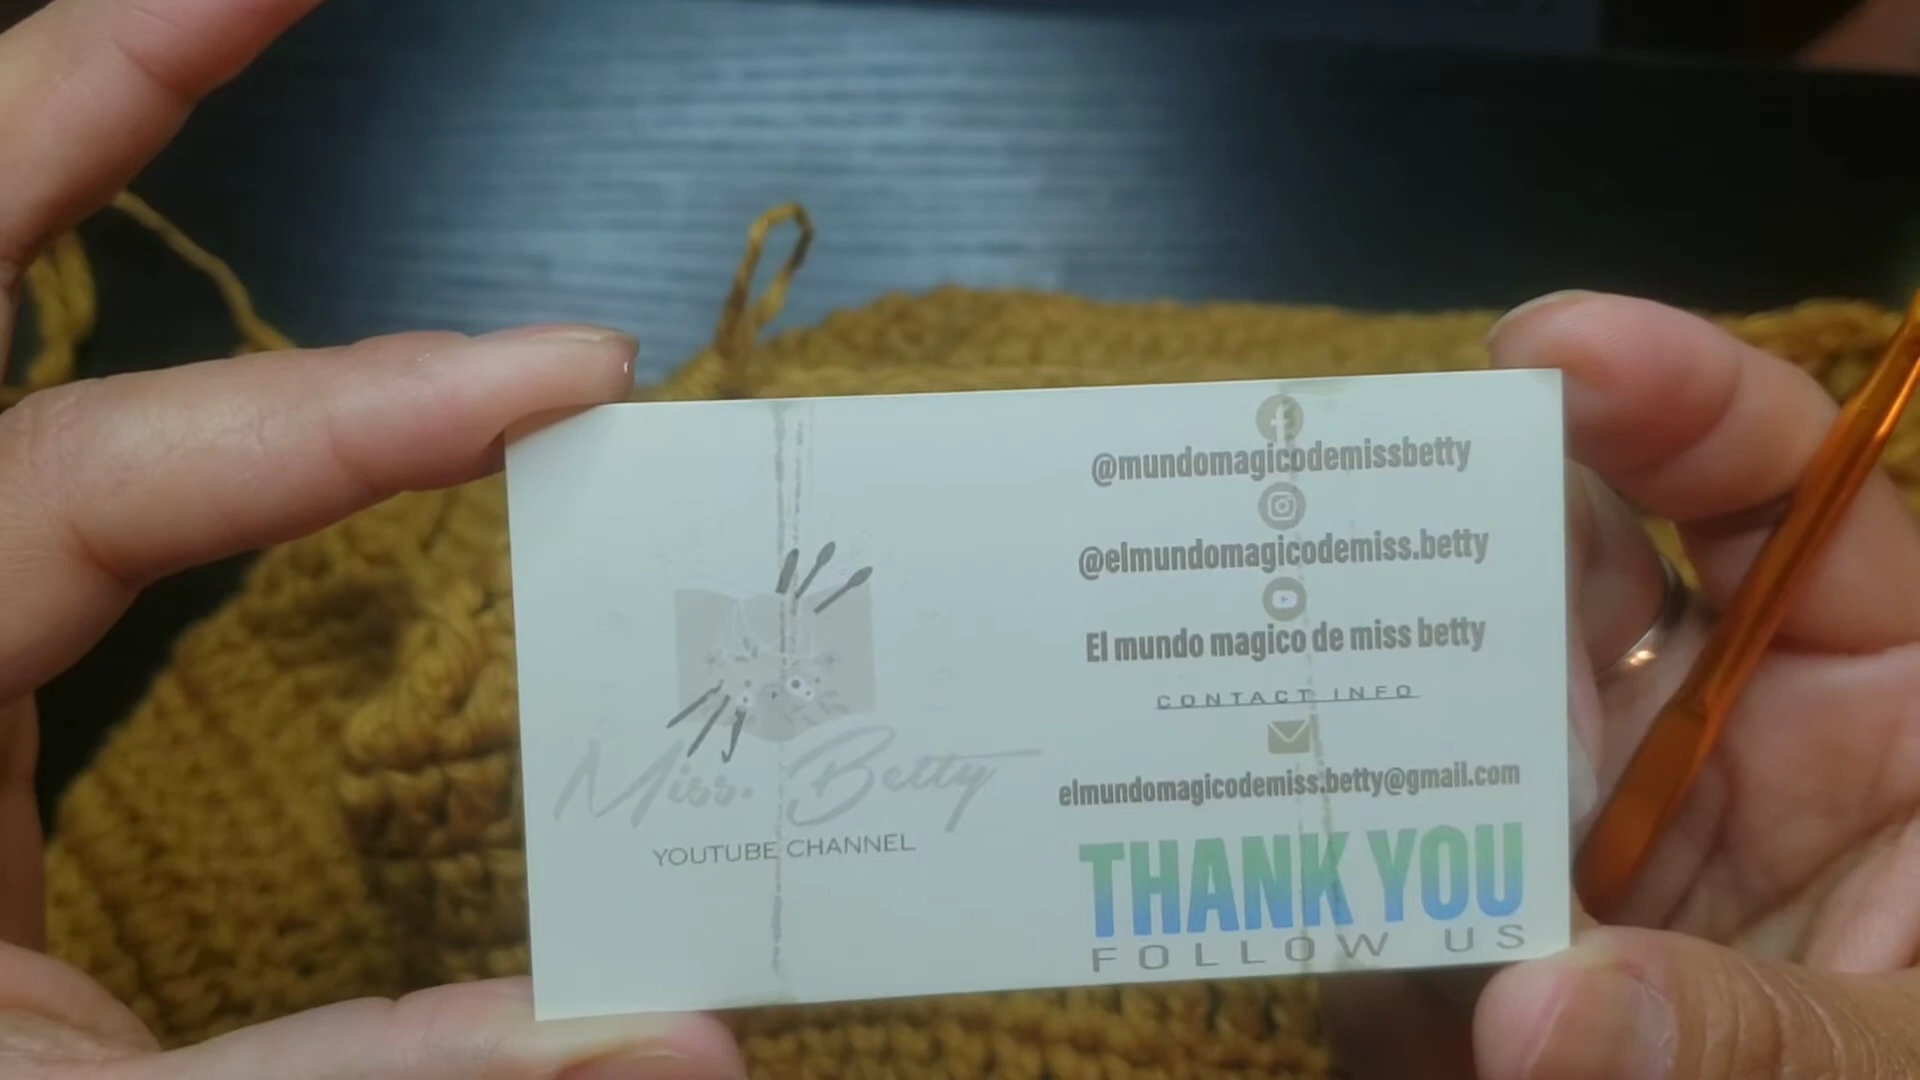 Miss. Betty
YOUTUBE CHANNEL
@mundomagicodemissbetty
@elmundomagicodemiss.betty
El mundo magico de miss betty
CONTACT INFO
elmundomagicodemiss.betty@gmail.com
THANK YOU
FOLLOW US